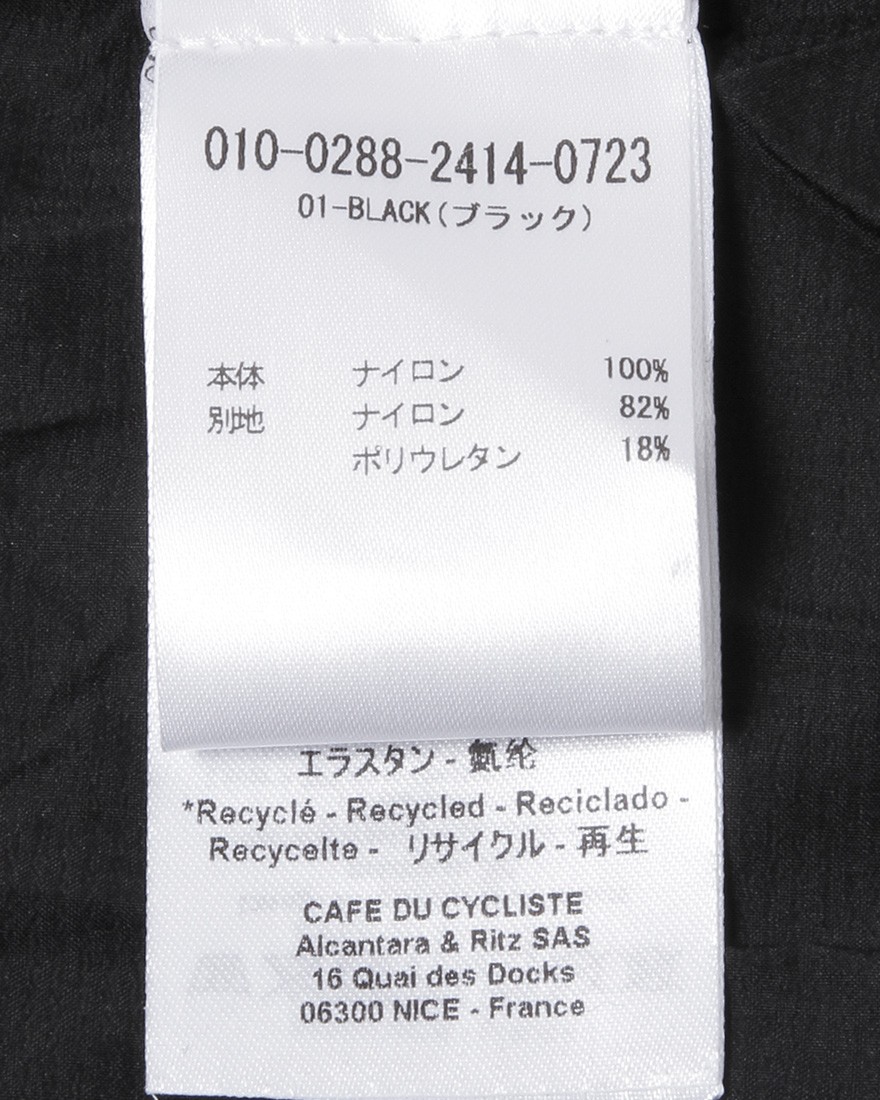 010-0288-2414-0723
01-BLACK(ブラック)
本体 ナイロン 100%
別地 ナイロン 82%
ポリウレタン 18%
エラスタン - 氨纶
*Recyclé - Recycled - Reciclado -
Recycelte - リサイクル - 再生
CAFE DU CYCLISTE
Alcantara & Ritz SAS
16 Quai des Docks
06300 NICE - France